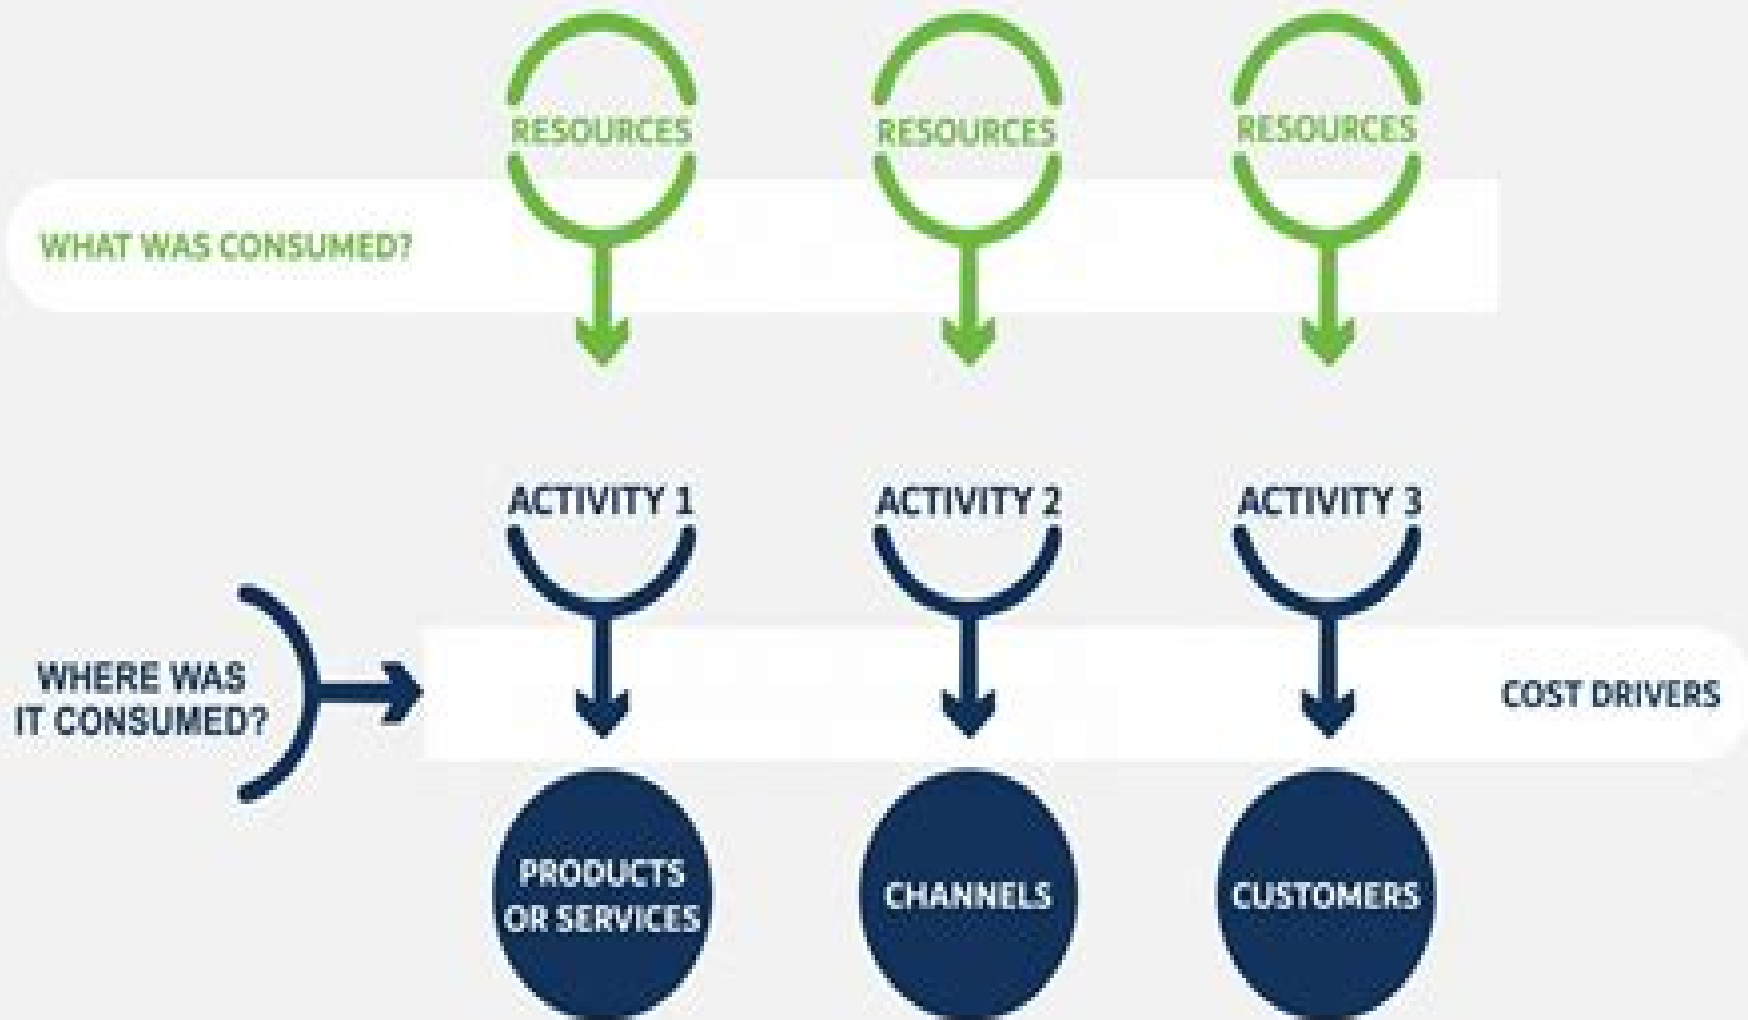 RESOURCES RESOURCES RESOURCES
WHAT WAS CONSUMED?
ACTIVITY 1 ACTIVITY 2 ACTIVITY 3
WHERE WAS
IT CONSUMED?
COST DRIVERS
PRODUCTS
OR SERVICES
CHANNELS
CUSTOMERS